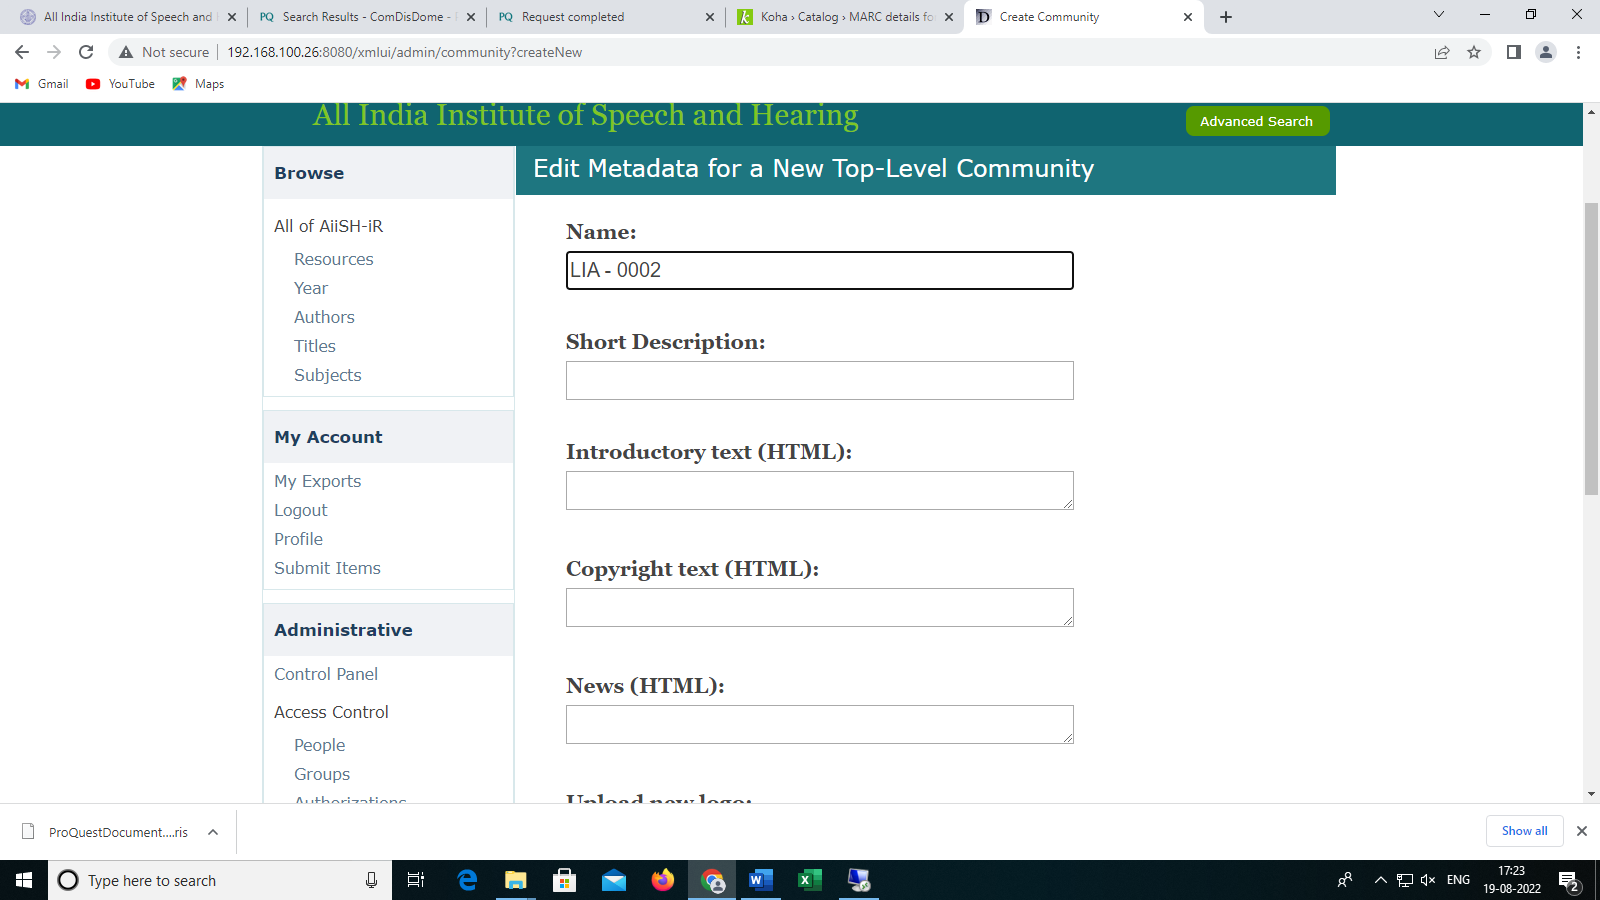 All India Institute of Speech and
Search Results - ComDisDome -
Request completed
Koha › Catalog › MARC details fo
Create Community
Not secure
192.168.100.26:8080/xmlui/admin/community?createNew
Gmail
YouTube
Maps
All India Institute of Speech and Hearing
Advanced Search
Browse
All of AiiSH-iR
Resources
Year
Authors
Titles
Subjects
My Account
My Exports
Logout
Profile
Submit Items
Administrative
Control Panel
Access Control
People
Groups
Authorizations
Edit Metadata for a New Top-Level Community
Name:
LIA - 0002
Short Description:
Introductory text (HTML):
Copyright text (HTML):
News (HTML):
Upload new logo:
ProQuestDocument....ris
Show all
Type here to search
ENG
17:23
19-08-2022
2